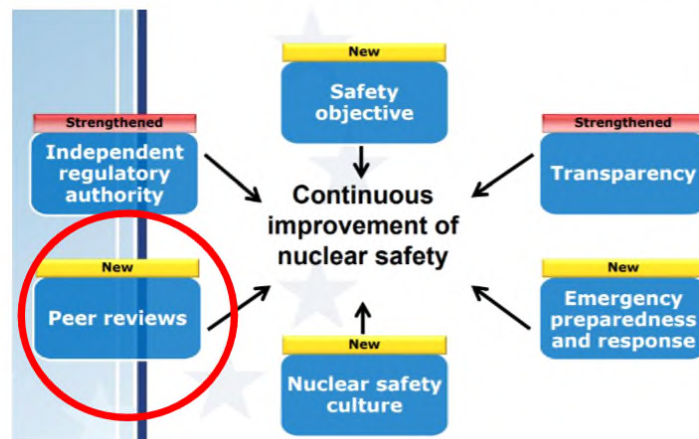 New
Safety
objective
Strengthened
Independent
regulatory
authority
Strengthened
Transparency
Continuous
improvement of
nuclear safety
New
Peer reviews
New
Emergency
preparedness
and response
New
Nuclear safety
culture